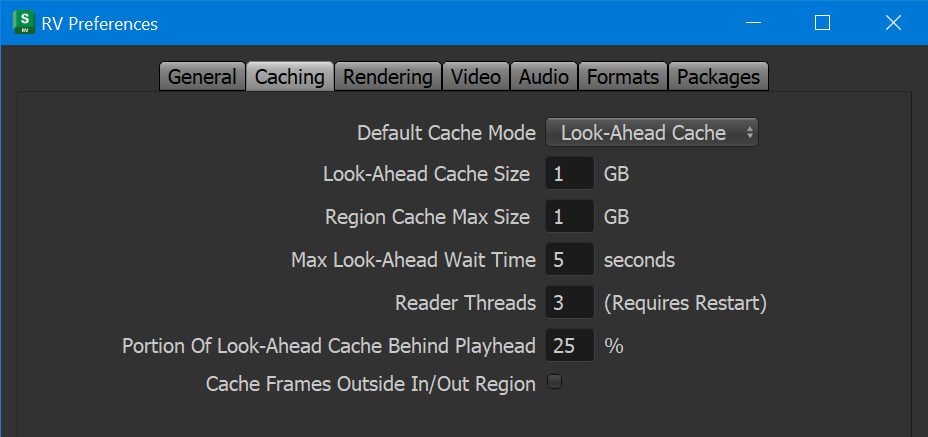 S
RV
RV Preferences
General Caching Rendering Video Audio Formats Packages
Default Cache Mode Look-Ahead Cache
Look-Ahead Cache Size 1 GB
Region Cache Max Size 1 GB
Max Look-Ahead Wait Time 5 seconds
Reader Threads 3 (Requires Restart)
Portion Of Look-Ahead Cache Behind Playhead 25 %
Cache Frames Outside In/Out Region